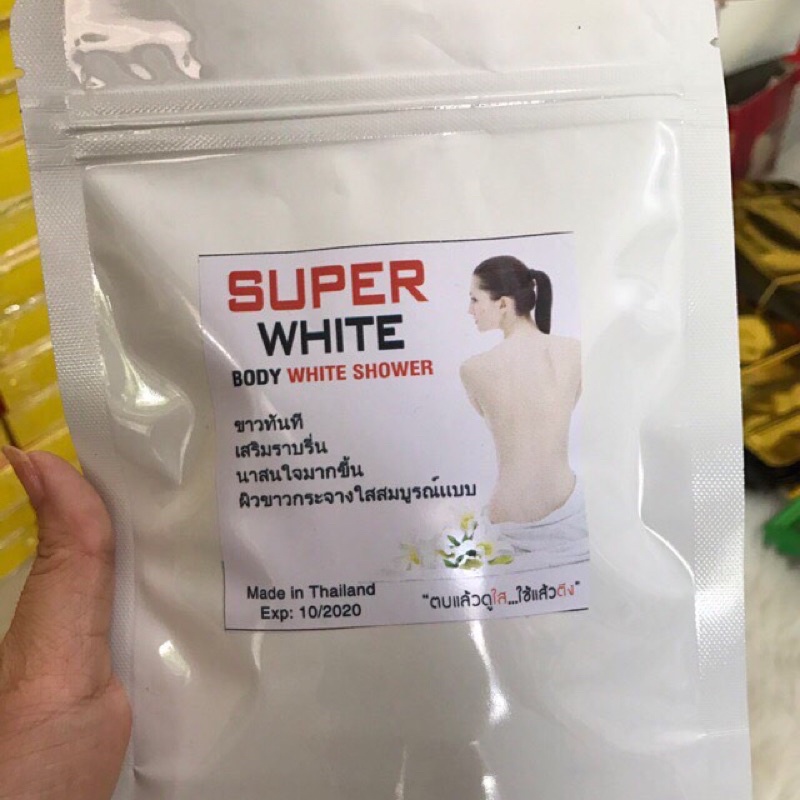 SUPER
WHITE
BODY WHITE SHOWER
ขาวทันที
เสริมราบรื่น
นาสนใจมากขึ้น
ผิวขาวกระจางใสสมบูรณ์แบบ
Made in Thailand
Exp: 10/2020
“ตบแล้วดูใส...ใช้แล้วตึง”